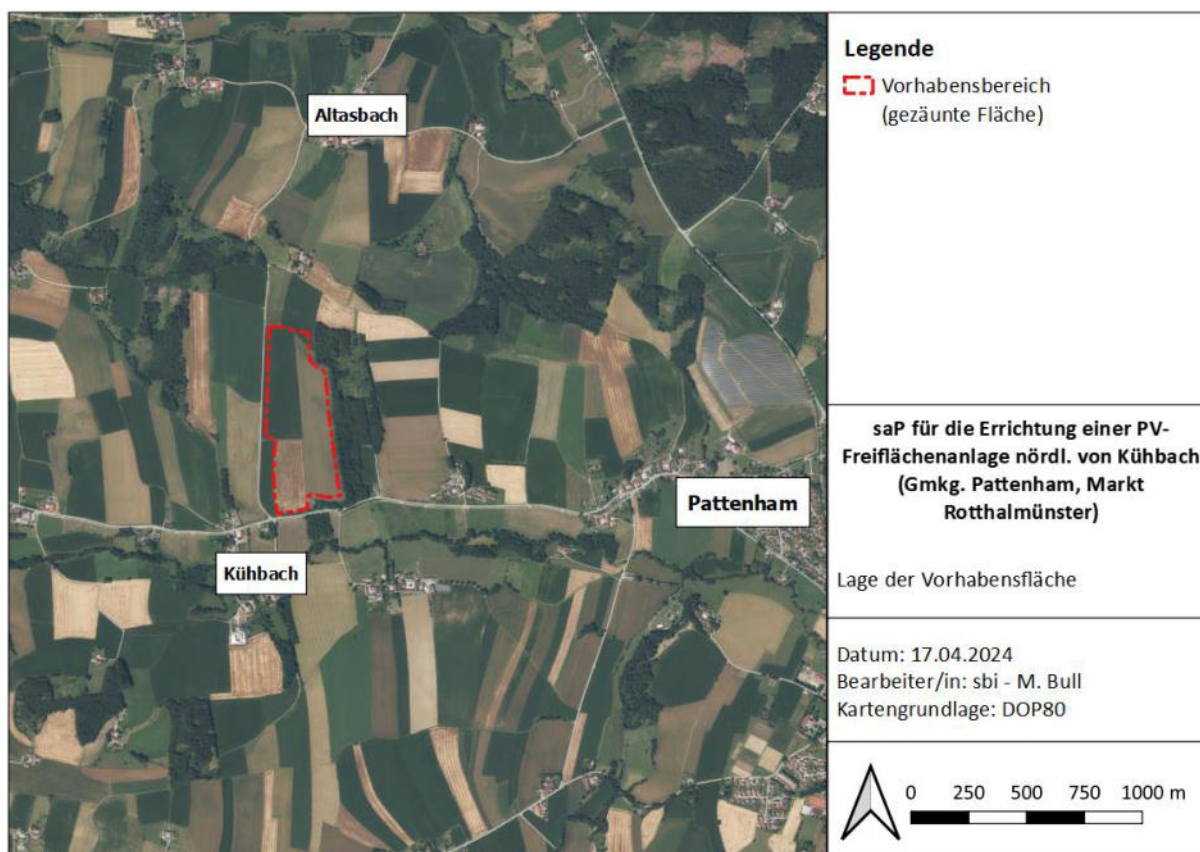 Altasbach
Kühbach
Pattenham
Legende
Vorhabensbereich
(gezäunte Fläche)
saP für die Errichtung einer PV-
Freiflächenanlage nördl. von Kühbach
(Gmkg. Pattenham, Markt
Rotthalmünster)
Lage der Vorhabensfläche
Datum: 17.04.2024
Bearbeiter/in: sbi - M. Bull
Kartengrundlage: DOP80
0 250 500 750 1000 m